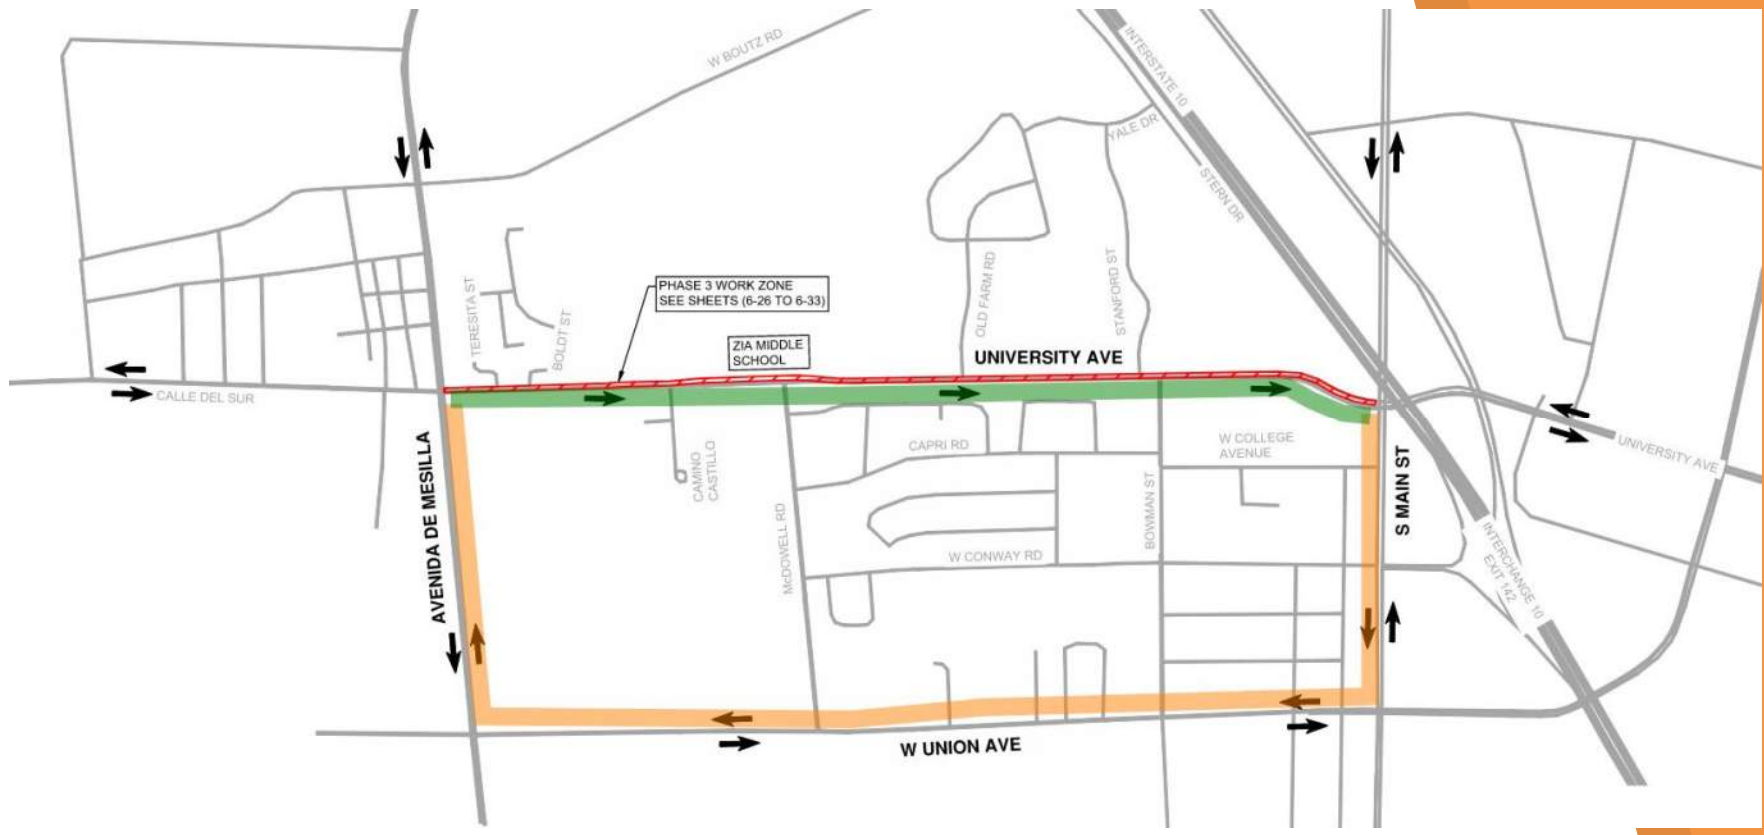 W BOUTZ RD
INTERSTATE 10
YALE DR
STERN DR
TERESITA ST
BOLDT ST
PHASE 3 WORK ZONE
SEE SHEETS (6-26 TO 6-33)
ZIA MIDDLE
SCHOOL
OLD FARM RD
STANFORD ST
UNIVERSITY AVE
CALLE DEL SUR
AVENIDA DE MESILLA
CAMINO
CASTILLO
McDOWELL RD
CAPRI RD
W CONWAY RD
BOWMAN ST
W COLLEGE
AVENUE
S MAIN ST
UNIVERSITY AVE
INTERCHANGE 10
EXIT 142
W UNION AVE